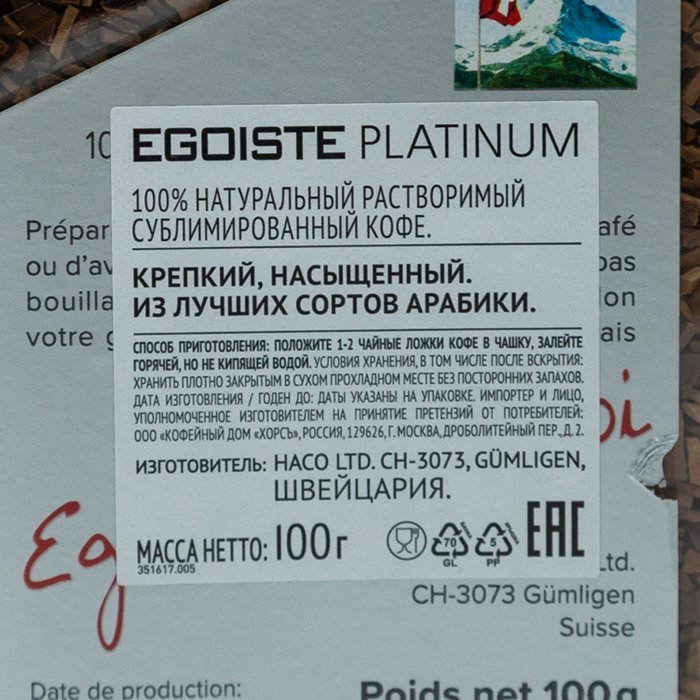 10
EGOISTE PLATINUM
100% НАТУРАЛЬНЫЙ РАСТВОРИМЫЙ
СУБЛИМИРОВАННЫЙ КОФЕ.
КРЕПКИЙ, НАСЫЩЕННЫЙ.
ИЗ ЛУЧШИХ СОРТОВ АРАБИКИ.
СПОСОБ ПРИГОТОВЛЕНИЯ: ПОЛОЖИТЕ 1-2 ЧАЙНЫЕ ЛОЖКИ КОФЕ В ЧАШКУ, ЗАЛЕЙТЕ
ГОРЯЧЕЙ, НО НЕ КИПЯЩЕЙ ВОДОЙ. УСЛОВИЯ ХРАНЕНИЯ, В ТОМ ЧИСЛЕ ПОСЛЕ ВСКРЫТИЯ:
ХРАНИТЬ ПЛОТНО ЗАКРЫТЫМ В СУХОМ ПРОХЛАДНОМ МЕСТЕ БЕЗ ПОСТОРОННИХ ЗАПАХОВ.
ДАТА ИЗГОТОВЛЕНИЯ / ГОДЕН ДО: ДАТЫ УКАЗАНЫ НА УПАКОВКЕ. ИМПОРТЕР И ЛИЦО,
УПОЛНОМОЧЕННОЕ ИЗГОТОВИТЕЛЕМ НА ПРИНЯТИЕ ПРЕТЕНЗИЙ ОТ ПОТРЕБИТЕЛЕЙ:
ООО «КОФЕЙНЫЙ ДОМ «ХОРСЪ», РОССИЯ, 129626, Г. МОСКВА, ДРОБОЛИТЕЙНЫЙ ПЕР., Д. 2.
ИЗГОТОВИТЕЛЬ: HACO LTD. CH-3073, GÜMLIGEN,
ШВЕЙЦАРИЯ.
МАССА НЕТТО: 100 г
351617.005
70
GL
5
PP
EAC
Prépar
afé
ou d'av
pas
bouilla
lon
votre g
ais
oi
Eg
Ltd.
CH-3073 Gümligen
Suisse
Date de production:
Poids net 100g